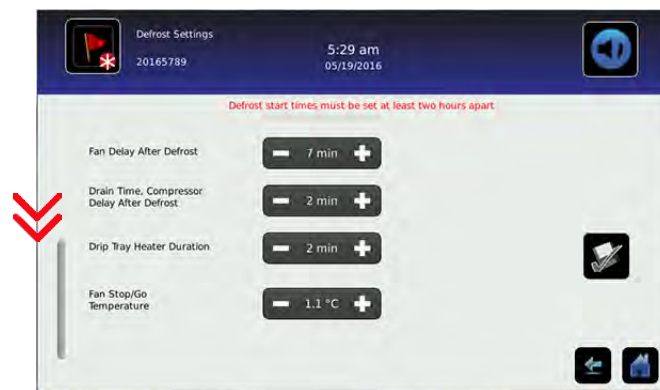 Defrost Settings
20165789
5:29 am
05/19/2016
Defrost start times must be set at least two hours apart
Fan Delay After Defrost
7 min
Drain Time, Compressor
Delay After Defrost
2 min
Drip Tray Heater Duration
2 min
Fan Stop/Go
Temperature
1.1 °C